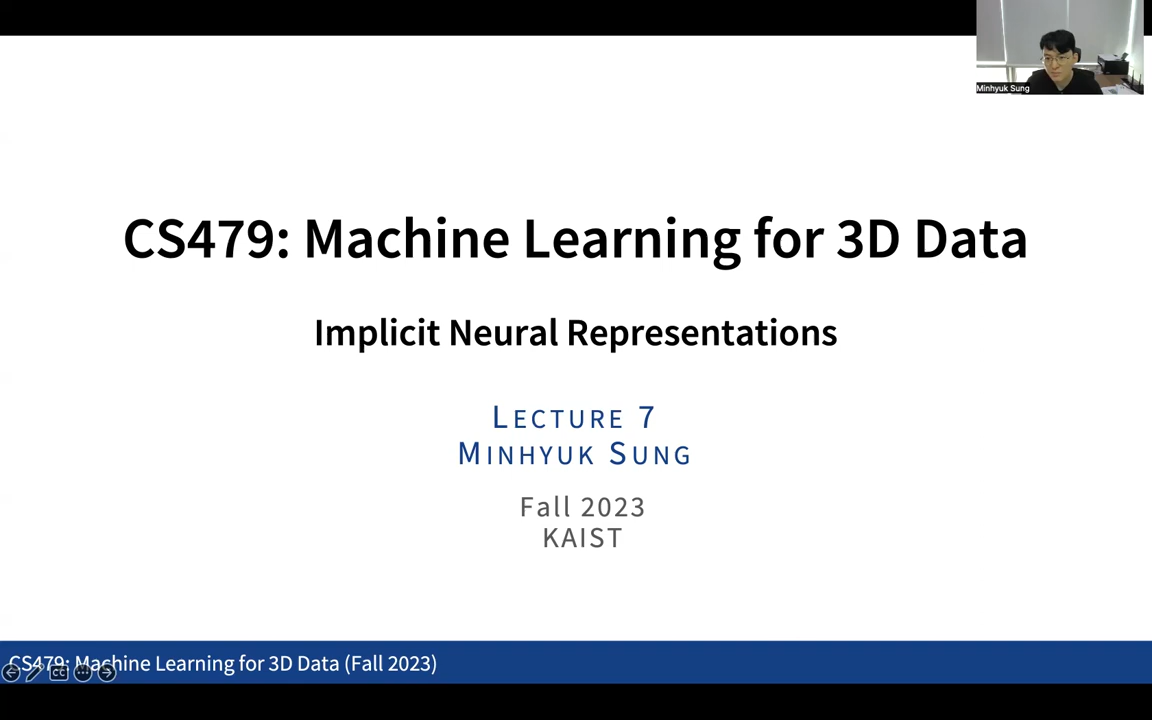 Minhyuk Sung
CS479: Machine Learning for 3D Data
Implicit Neural Representations
LECTURE 7
MINHYUK SUNG
Fall 2023
KAIST
CS479: Machine Learning for 3D Data (Fall 2023)
CC